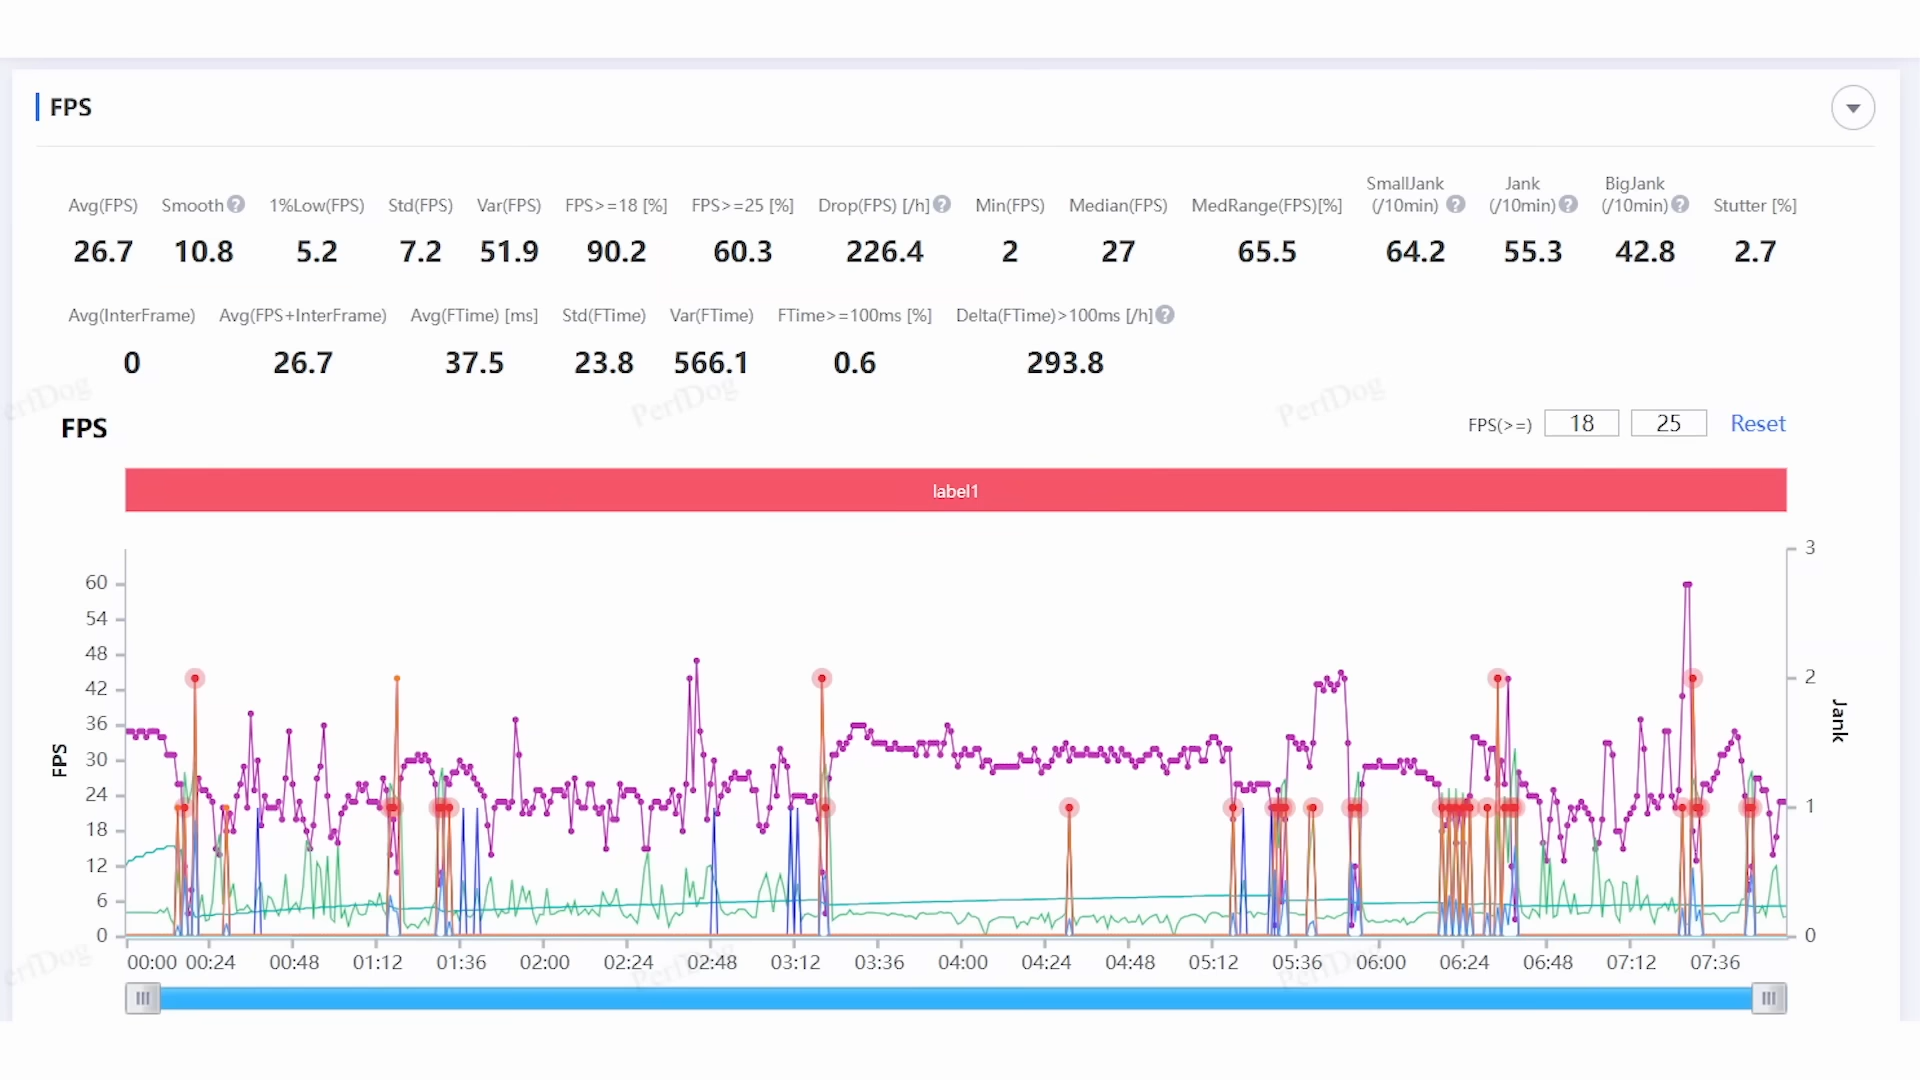 FPS
Avg(FPS) Smooth 1%Low(FPS) Std(FPS) Var(FPS) FPS>=18 [%] FPS>=25 [%] Drop(FPS) [/h] Min(FPS) Median(FPS) MedRange(FPS)[%] SmallJank (/10min) Jank (/10min) BigJank (/10min) Stutter [%]
26.7 10.8 5.2 7.2 51.9 90.2 60.3 226.4 2 27 65.5 64.2 55.3 42.8 2.7
Avg(InterFrame) Avg(FPS+InterFrame) Avg(FTime) [ms] Std(FTime) Var(FTime) FTime>=100ms [%] Delta(FTime)>100ms [/h]
0 26.7 37.5 23.8 566.1 0.6 293.8
PerfDog PerfDog
FPS FPS(>=) 18 25 Reset
label1
60
54
48
42
36
30
24
18
12
6
0
FPS
3
2
1
0
Jank
00:00 00:24 00:48 01:12 01:36 02:00 02:24 02:48 03:12 03:36 04:00 04:24 04:48 05:12 05:36 06:00 06:24 06:48 07:12 07:36